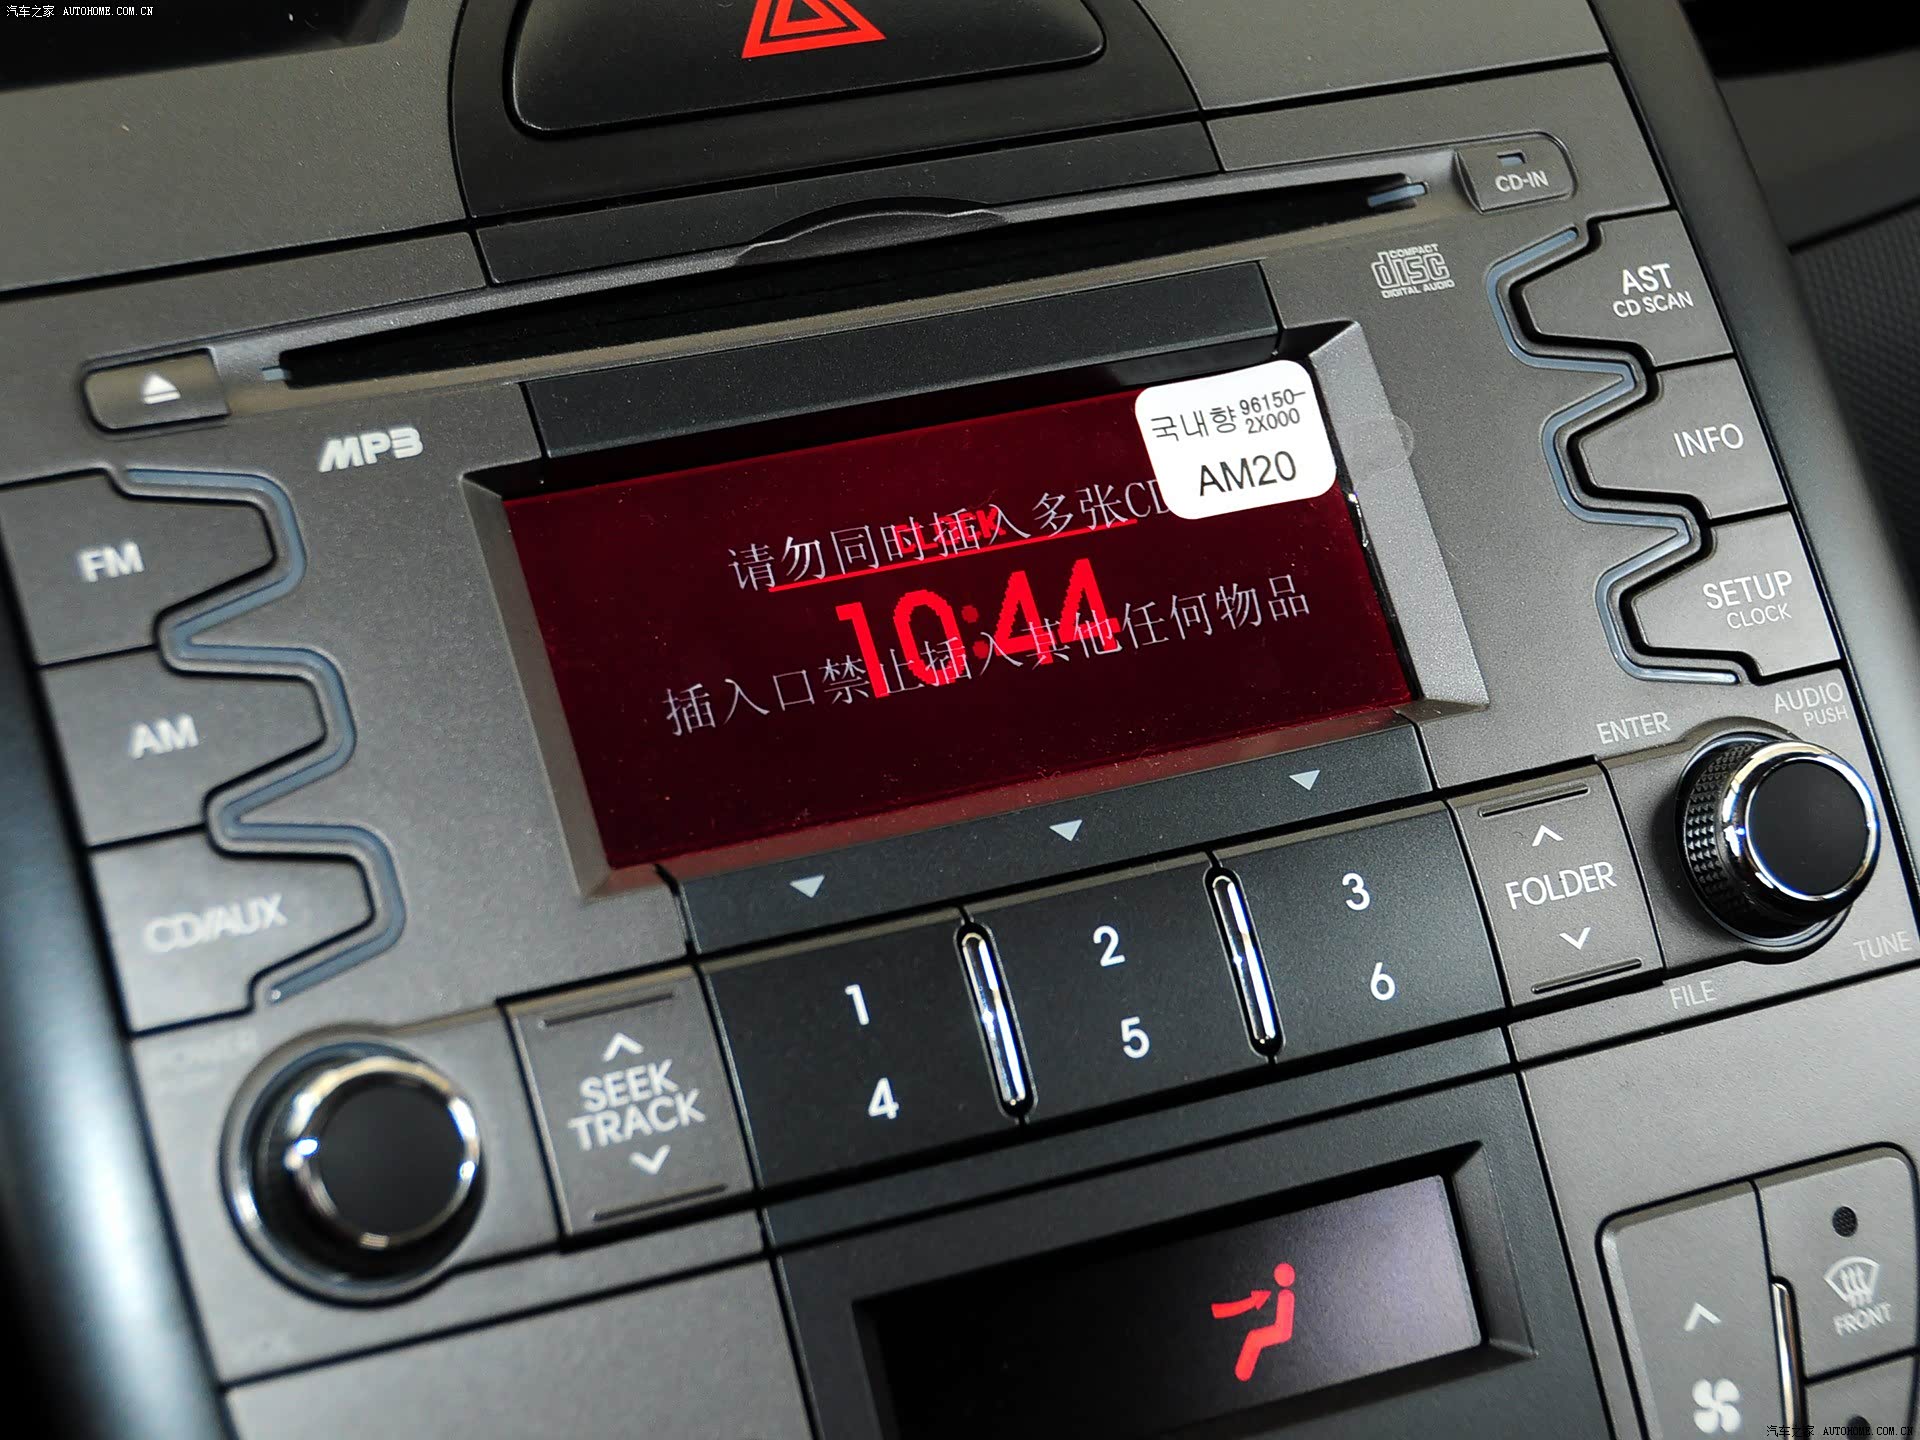 汽车之家 AUTOHOME.COM.CN
CD-IN
COMPACT
disc
DIGITAL AUDIO
AST
CD SCAN
MP3
국내향 96150-
2X000
AM20
INFO
FM
CLOCK
请勿同时插入多张CD
10:44
插入口禁止插入其他任何物品
SETUP
CLOCK
AM
AUDIO
PUSH
ENTER
CD/AUX
FOLDER
TUNE
FILE
1
2
3
4
5
6
POWER
SEEK
TRACK
FRONT
汽车之家 AUTOHOME.COM.CN